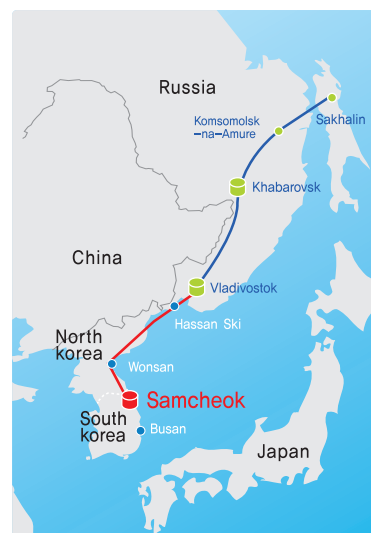 Russia
Komsomolsk
-na-Amure
Sakhalin
Khabarovsk
China
Vladivostok
Hassan Ski
North
korea
Wonsan
Samcheok
South
korea
Busan
Japan